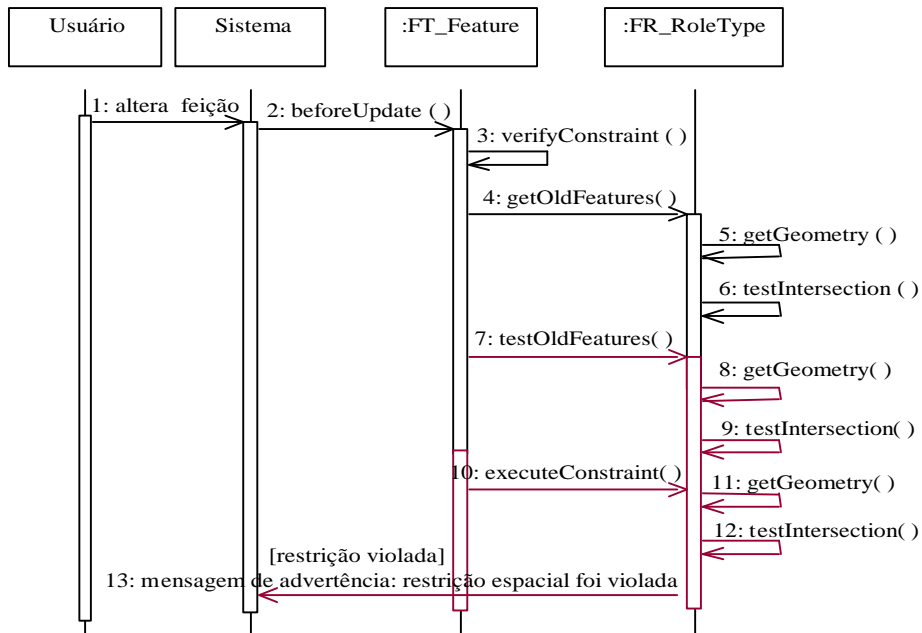 Usuário
Sistema
:FT_Feature
:FR_RoleType
1: altera feição
2: beforeUpdate ( )
3: verifyConstraint ( )
4: getOldFeatures( )
5: getGeometry ( )
6: testIntersection ( )
7: testOldFeatures( )
8: getGeometry( )
9: testIntersection( )
10: executeConstraint( )
11: getGeometry( )
12: testIntersection( )
[restrição violada]
13: mensagem de advertência: restrição espacial foi violada